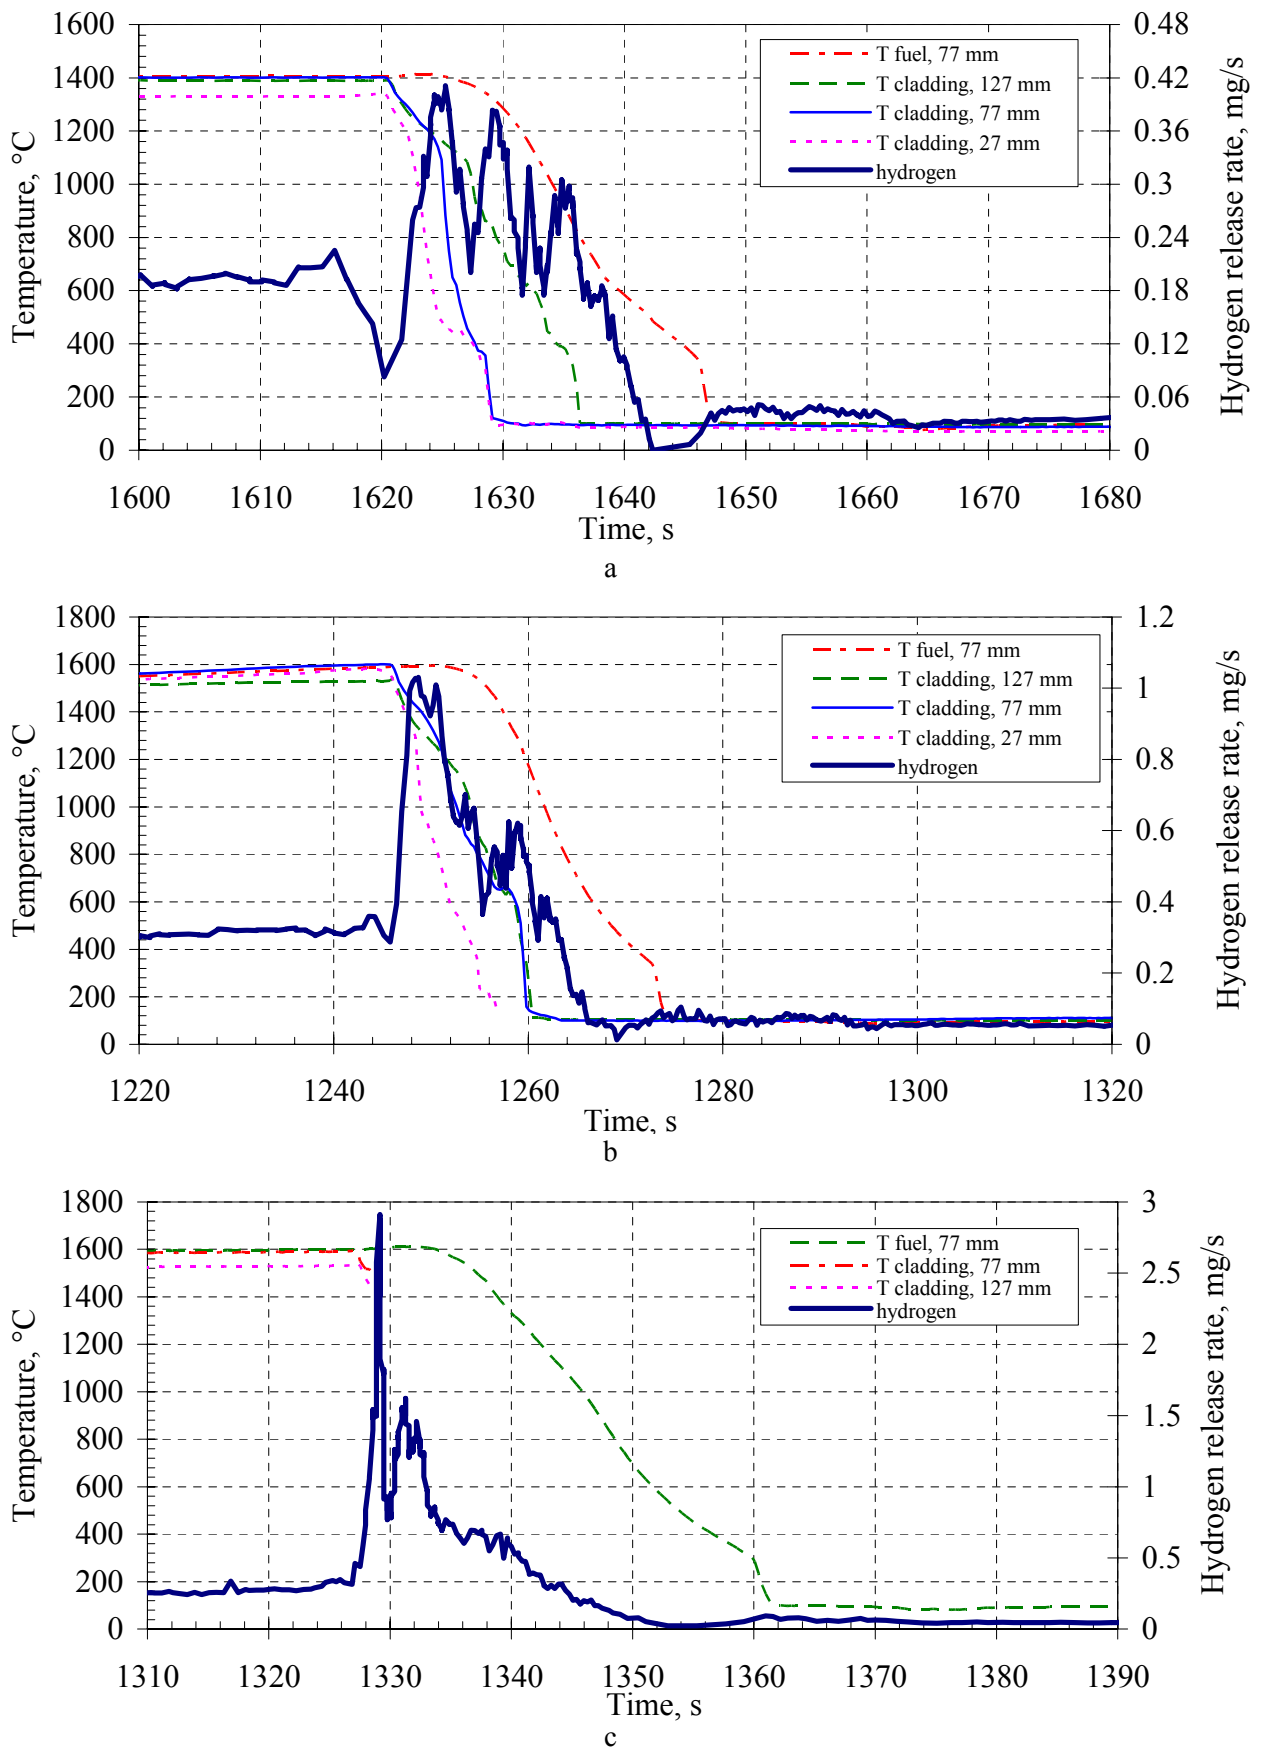 1600
1400
1200
1000
800
600
400
200
0
Temperature, °C
0.48
0.42
0.36
0.3
0.24
0.18
0.12
0.06
0
Hydrogen release rate, mg/s
T fuel, 77 mm
T cladding, 127 mm
T cladding, 77 mm
T cladding, 27 mm
hydrogen
1600 1610 1620 1630 1640 1650 1660 1670 1680
Time, s
a
1800
1600
1400
1200
1000
800
600
400
200
0
Temperature, °C
1.2
1
0.8
0.6
0.4
0.2
0
Hydrogen release rate, mg/s
T fuel, 77 mm
T cladding, 127 mm
T cladding, 77 mm
T cladding, 27 mm
hydrogen
1220 1240 1260 1280 1300 1320
Time, s
b
1800
1600
1400
1200
1000
800
600
400
200
0
Temperature, °C
3
2.5
2
1.5
1
0.5
0
Hydrogen release rate, mg/s
T fuel, 77 mm
T cladding, 77 mm
T cladding, 127 mm
hydrogen
1310 1320 1330 1340 1350 1360 1370 1380 1390
Time, s
c